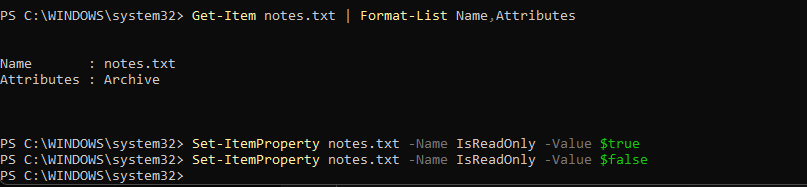 PS C:\WINDOWS\system32> Get-Item notes.txt | Format-List Name,Attributes
Name       : notes.txt
Attributes : Archive
PS C:\WINDOWS\system32> Set-ItemProperty notes.txt -Name IsReadOnly -Value $true
PS C:\WINDOWS\system32> Set-ItemProperty notes.txt -Name IsReadOnly -Value $false
PS C:\WINDOWS\system32>